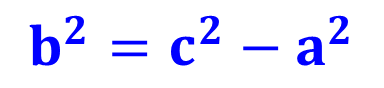 b² = c² − a²